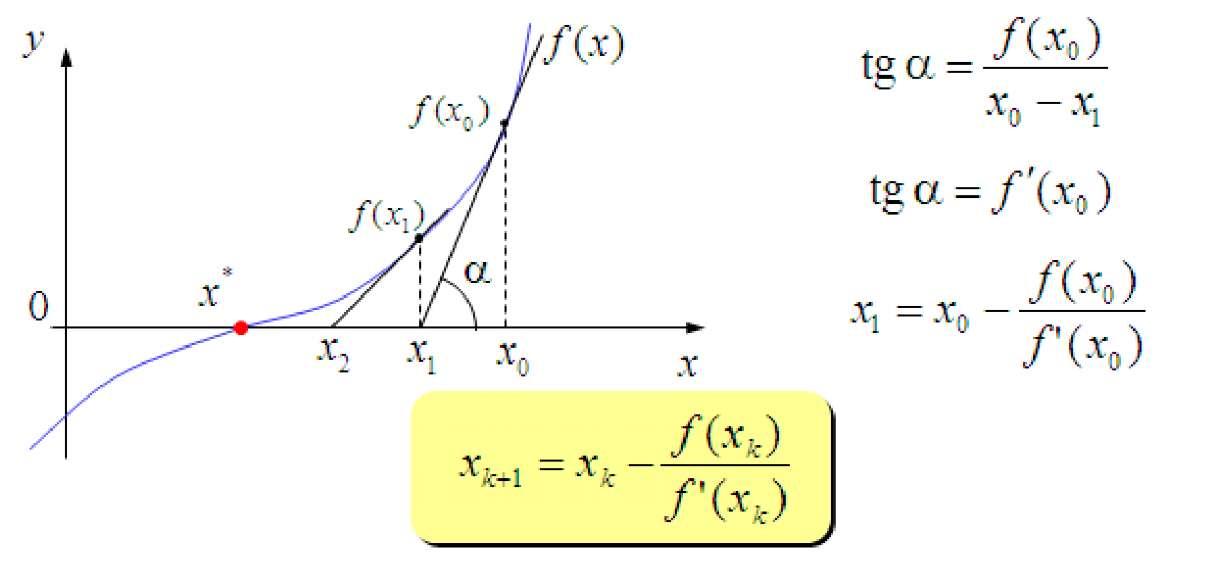 y
f(x)
f(x₀)
f(x₁)
α
x*
0
x₂ x₁ x₀
x
tg α = f(x₀) / (x₀ − x₁)
tg α = f′(x₀)
x₁ = x₀ − f(x₀) / f'(x₀)
xₖ₊₁ = xₖ − f(xₖ) / f'(xₖ)